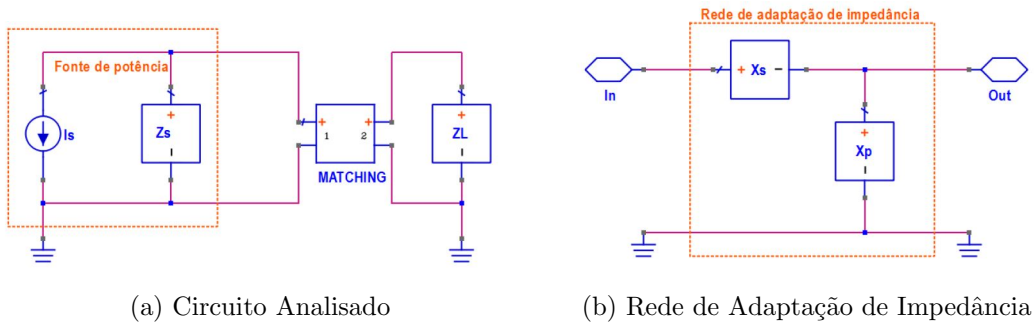 Fonte de potência
Is
+
Zs
−
+
1
+
2
MATCHING
+
ZL
−
(a) Circuito Analisado
Rede de adaptação de impedância
In
+ Xs −
Out
+
Xp
−
(b) Rede de Adaptação de Impedância